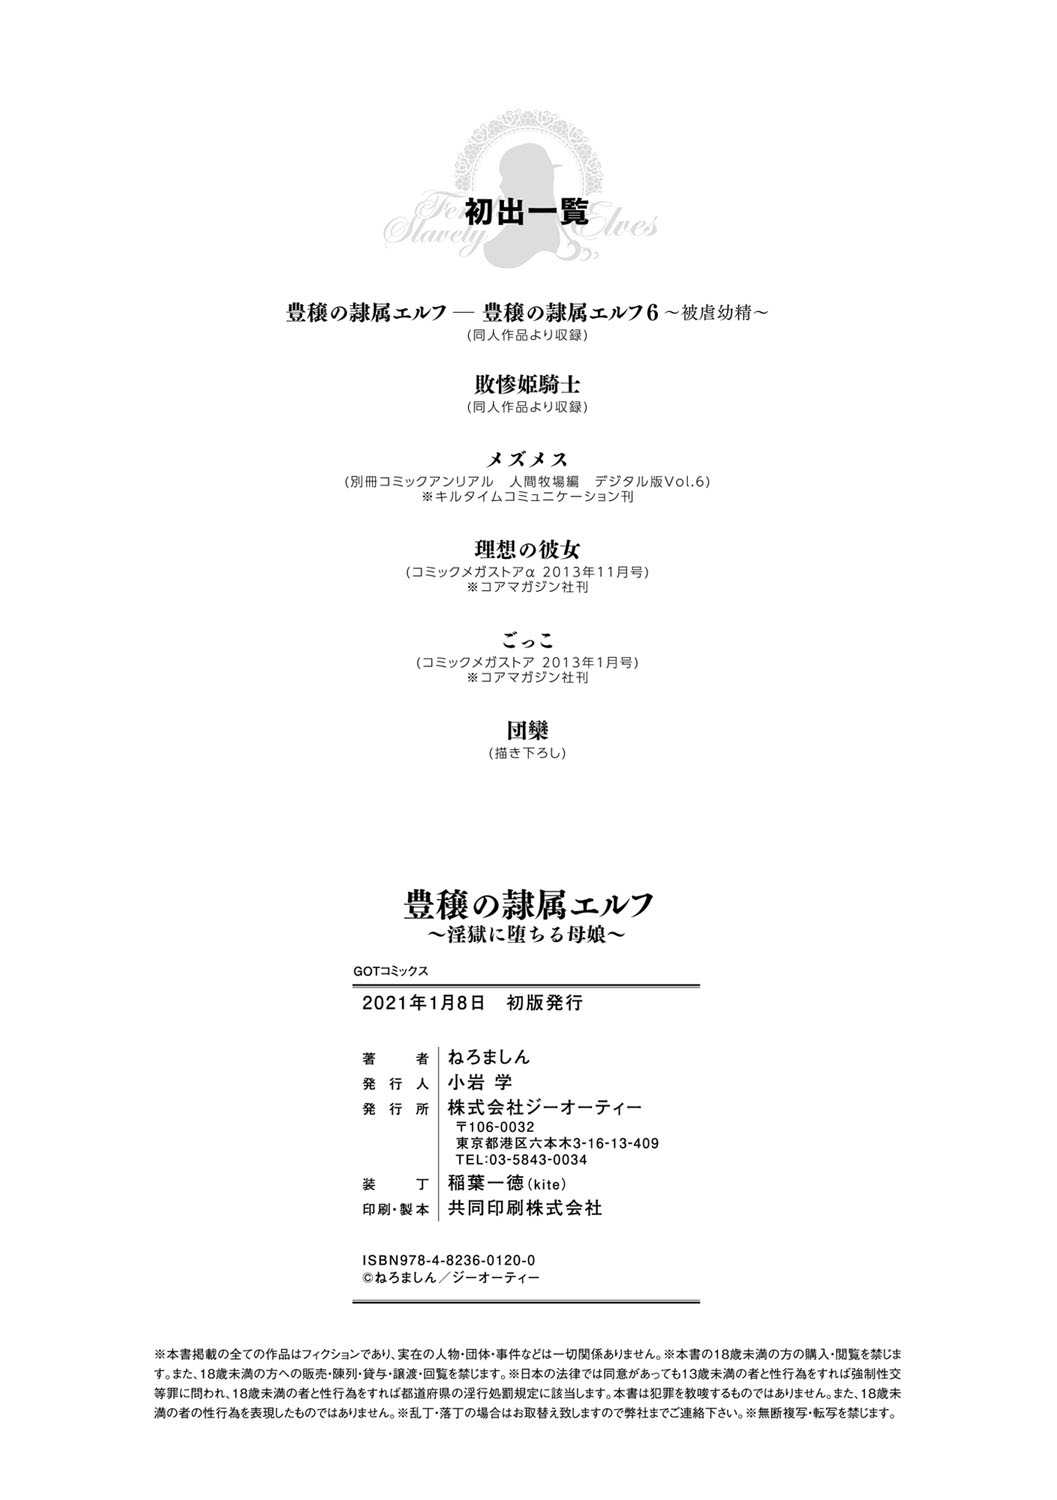 初出一覧
Fer
Slavely
Elves
豊穣の隷属エルフ ― 豊穣の隷属エルフ6 ～被虐幼精～
(同人作品より収録)
敗惨姫騎士
(同人作品より収録)
メズメス
(別冊コミックアンリアル　人間牧場編　デジタル版Vol.6)
※キルタイムコミュニケーション刊
理想の彼女
(コミックメガストアα 2013年11月号)
※コアマガジン社刊
ごっこ
(コミックメガストア 2013年1月号)
※コアマガジン社刊
団欒
(描き下ろし)
豊穣の隷属エルフ
～淫獄に堕ちる母娘～
GOTコミックス
2021年1月8日　初版発行
著者 ねろましん
発行人 小岩 学
発行所 株式会社ジーオーティー
〒106-0032
東京都港区六本木3-16-13-409
TEL:03-5843-0034
装丁 稲葉一徳(kite)
印刷・製本 共同印刷株式会社
ISBN978-4-8236-0120-0
©ねろましん／ジーオーティー
※本書掲載の全ての作品はフィクションであり、実在の人物・団体・事件などは一切関係ありません。※本書の18歳未満の方の購入・閲覧を禁じま
す。また、18歳未満の方への販売・陳列・貸与・譲渡・回覧を禁じます。※日本の法律では同意があっても13歳未満の者と性行為をすれば強制性交
等罪に問われ、18歳未満の者と性行為をすれば都道府県の淫行処罰規定に該当します。本書は犯罪を教唆するものではありません。また、18歳未
満の者の性行為を表現したものではありません。※乱丁・落丁の場合はお取替え致しますので弊社までご連絡下さい。※無断複写・転写を禁じます。